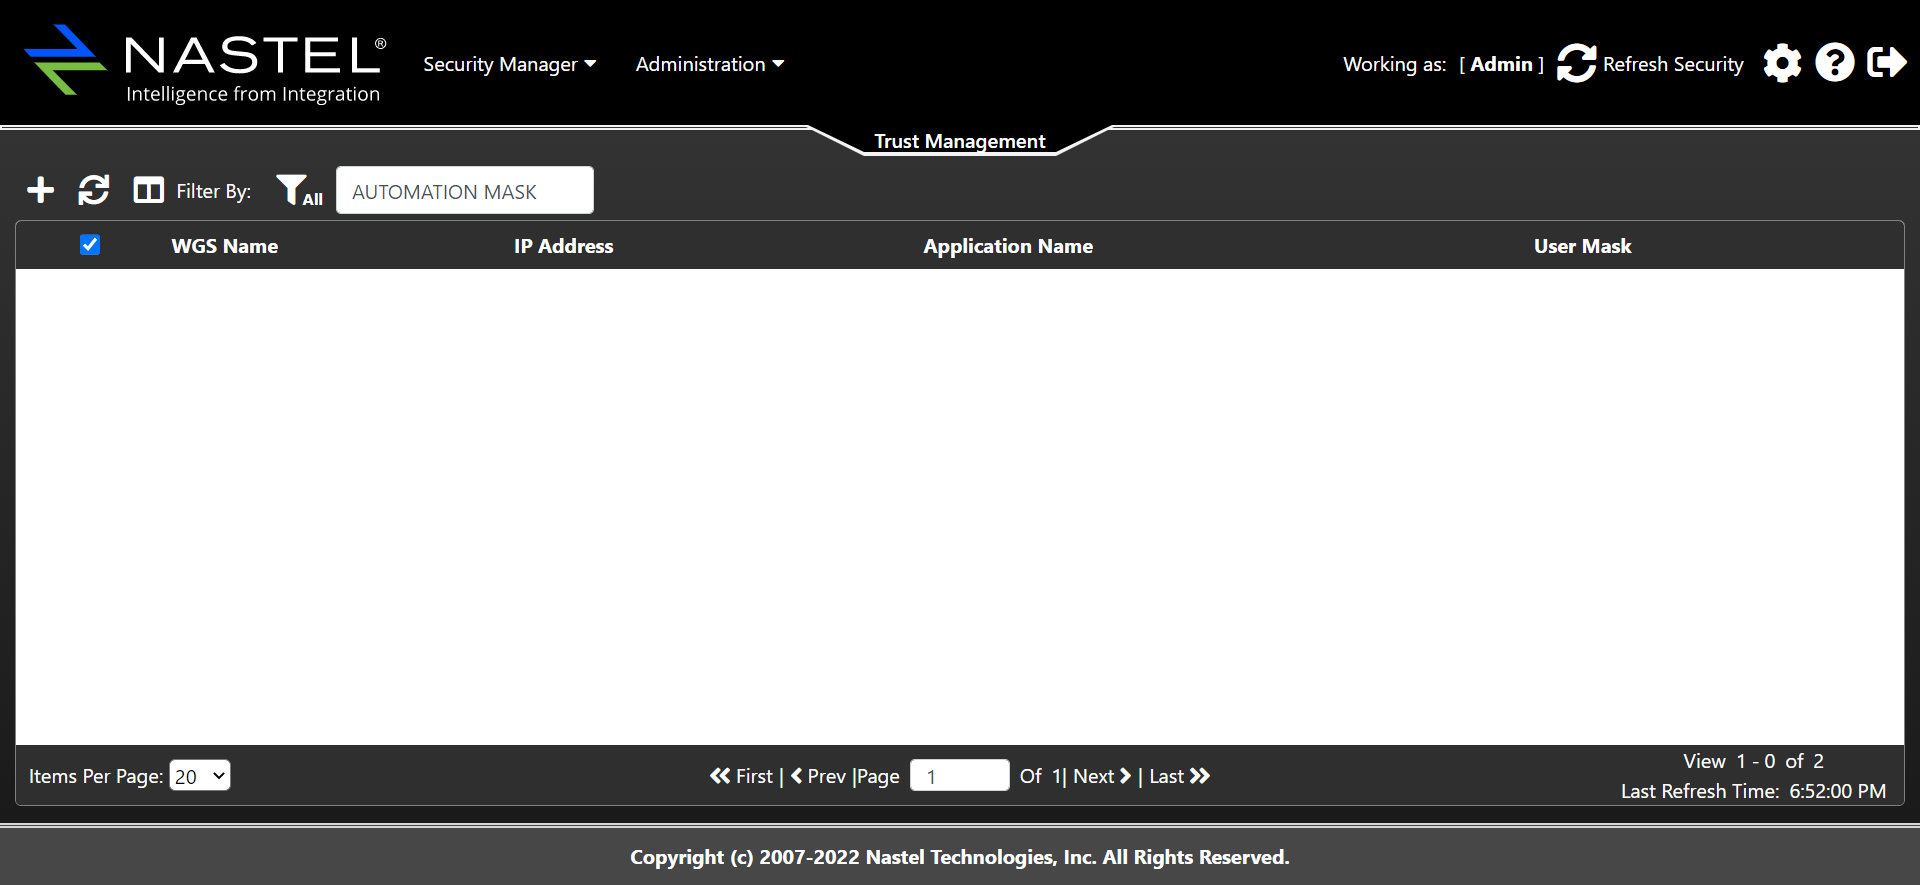 NASTEL®
Intelligence from Integration
Security Manager
Administration
Working as: [ Admin ]
Refresh Security
Trust Management
Filter By:
All
AUTOMATION MASK
WGS Name
IP Address
Application Name
User Mask
Items Per Page: 20
First | Prev |Page 1 Of 1| Next | Last
View 1 - 0 of 2
Last Refresh Time: 6:52:00 PM
Copyright (c) 2007-2022 Nastel Technologies, Inc. All Rights Reserved.